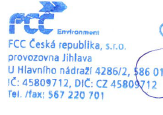 FCC
Environment
FCC Česká republika, s.r.o.
provozovna Jihlava
U Hlavního nádraží 4286/2, 586 01
IČ: 45809712, DIČ: CZ 45809712
Tel. /fax: 567 220 701